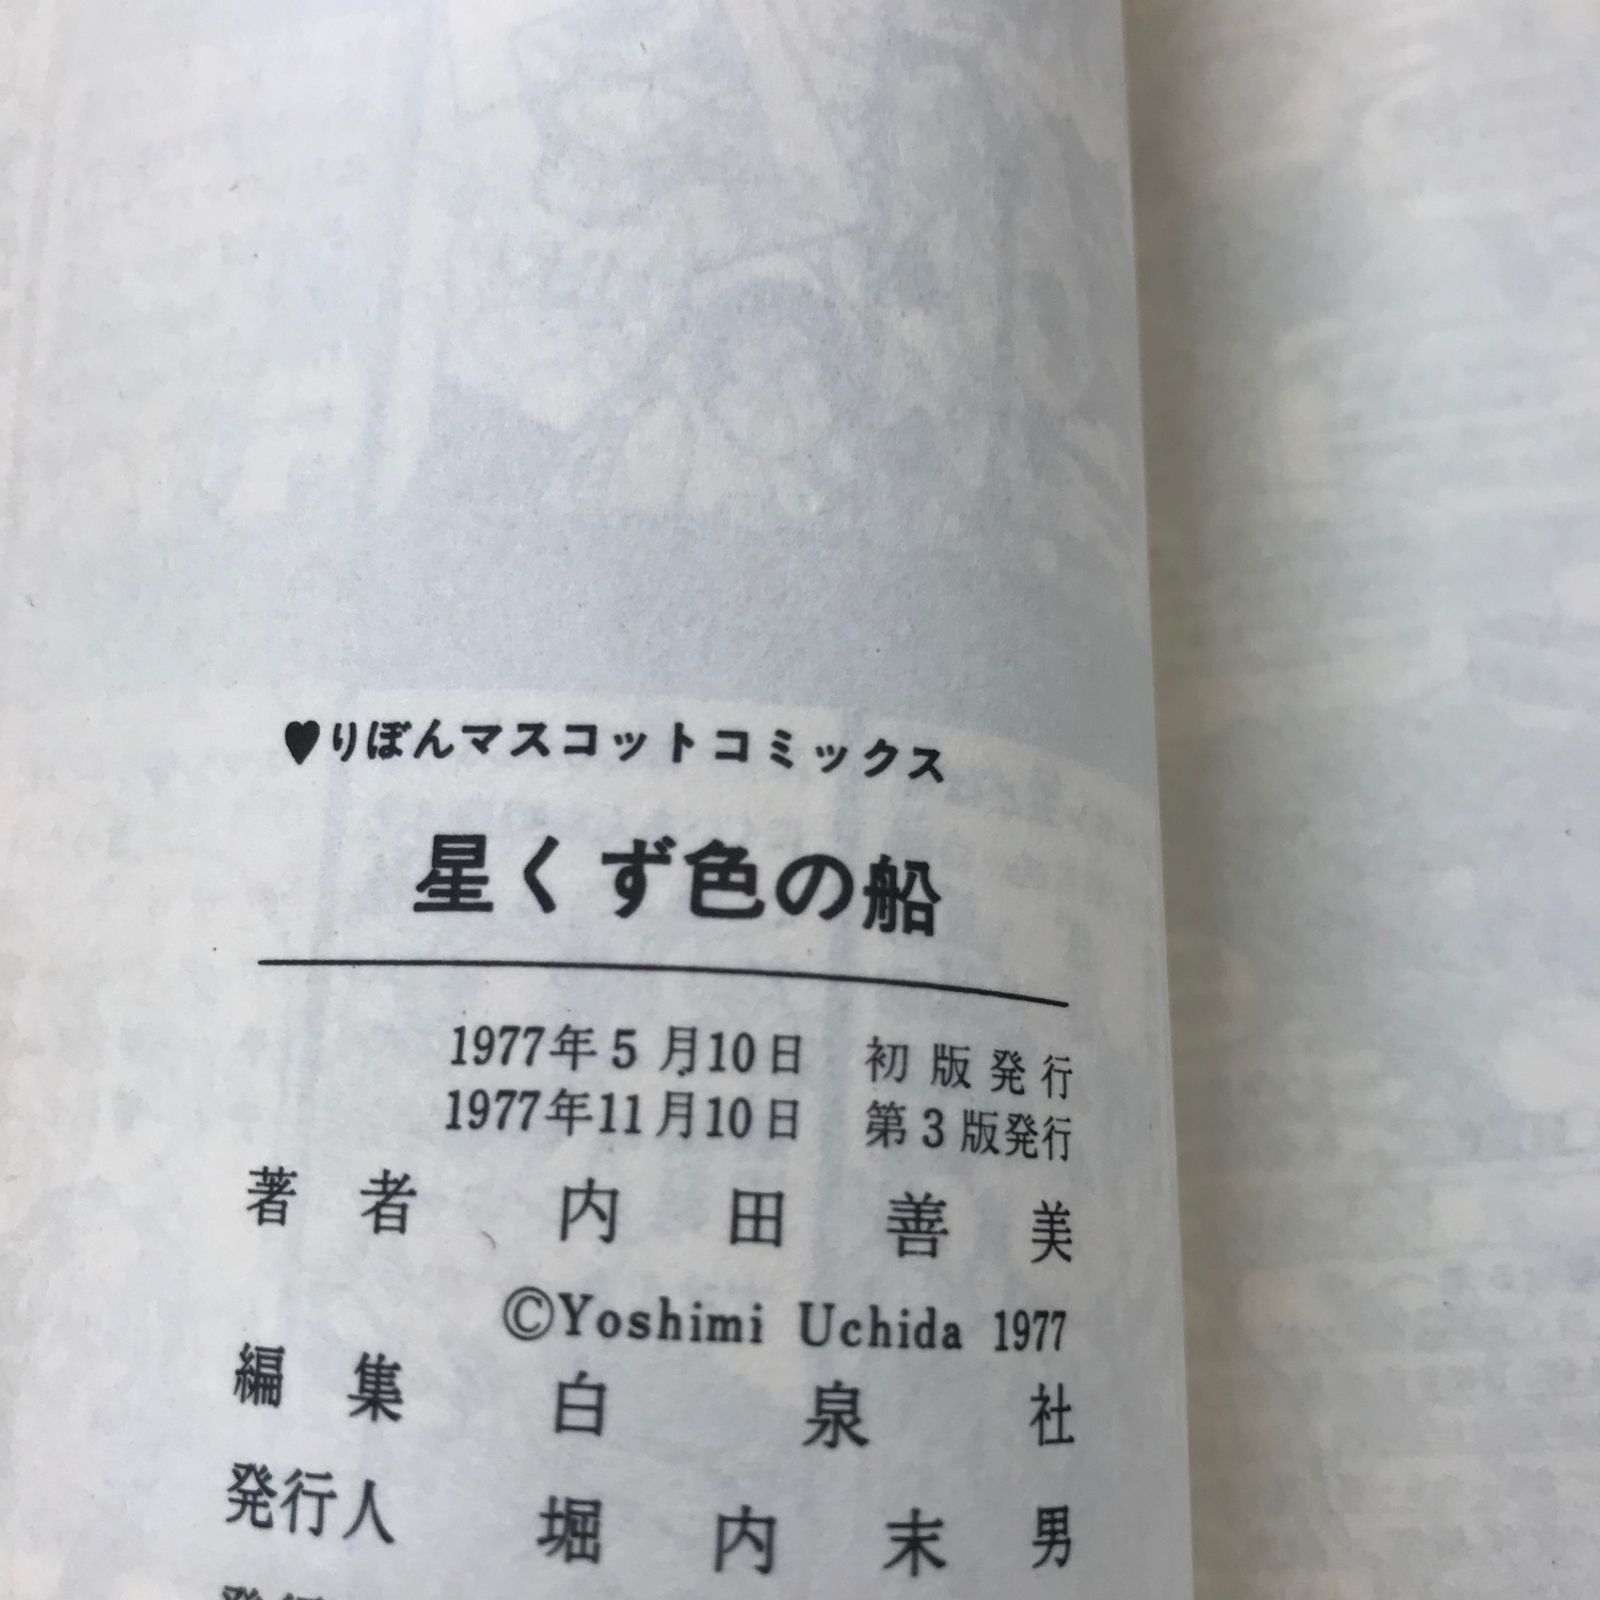 ♥りぼんマスコットコミックス
星くず色の船
1977年5月10日 初版発行
1977年11月10日 第3版発行
著者 内田善美
©Yoshimi Uchida 1977
編集 白泉社
発行人 堀内末男